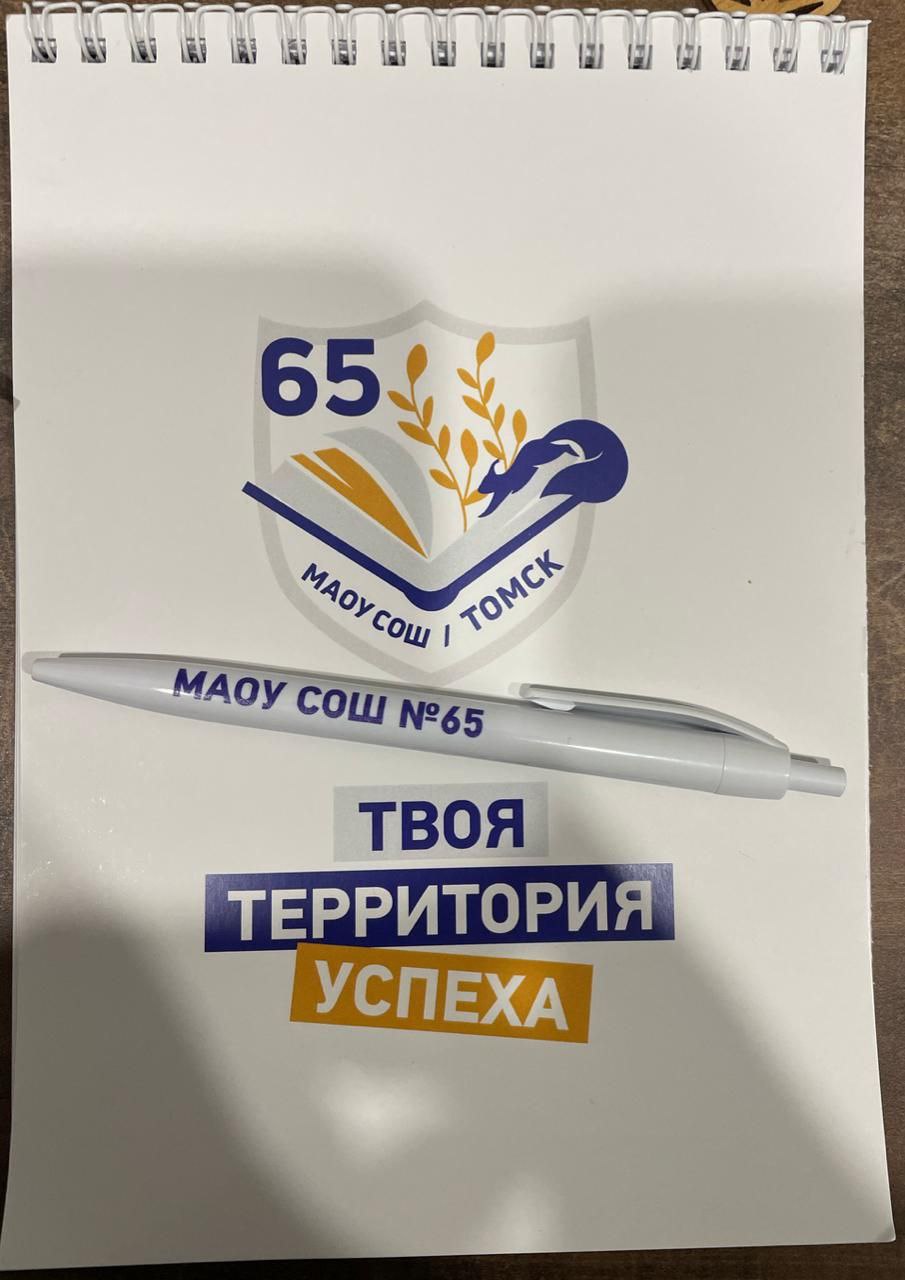 65
МАОУ СОШ / ТОМСК
МАОУ СОШ №65
ТВОЯ
ТЕРРИТОРИЯ
УСПЕХА